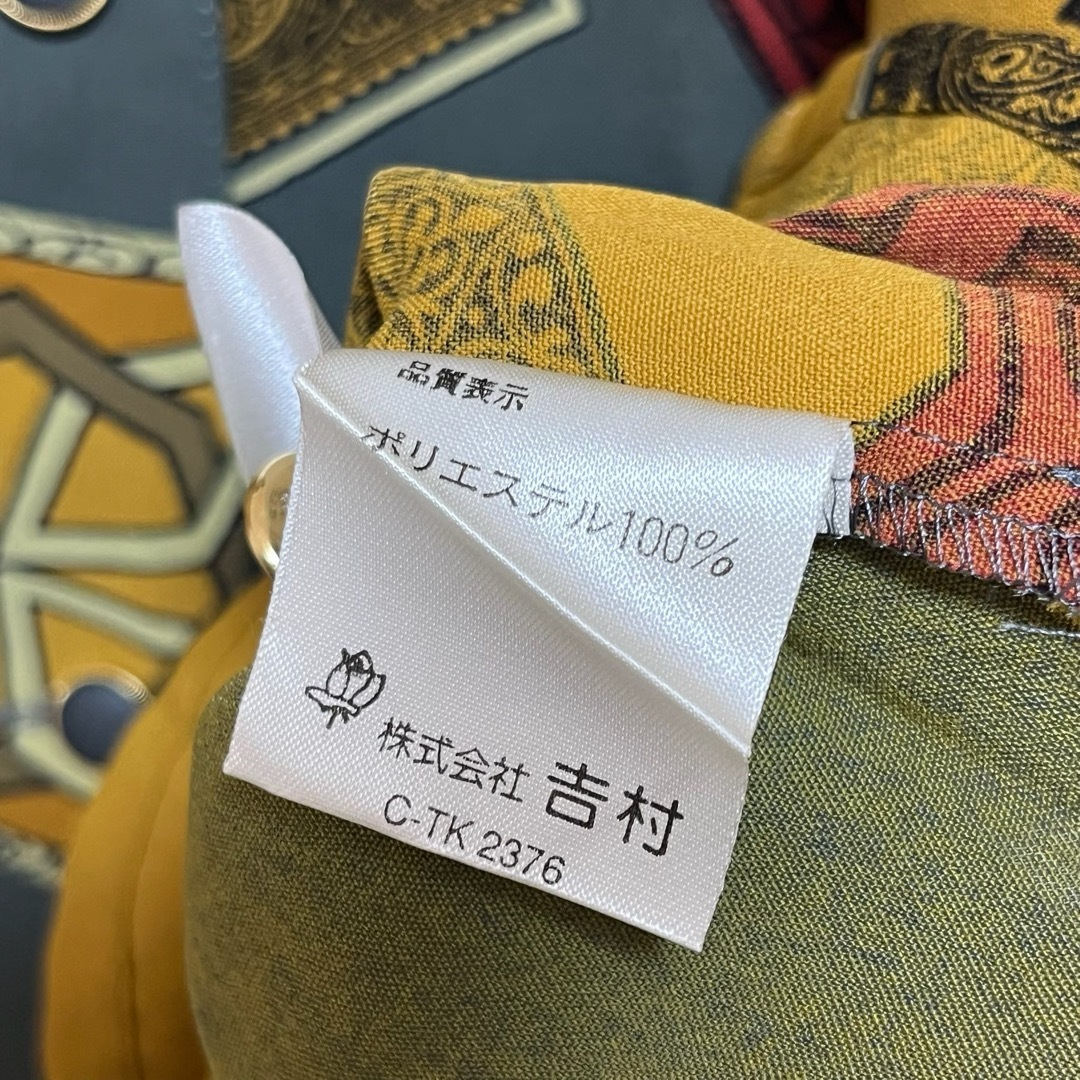 品質表示
ポリエステル100%
株式会社 吉村
C-TK 2376